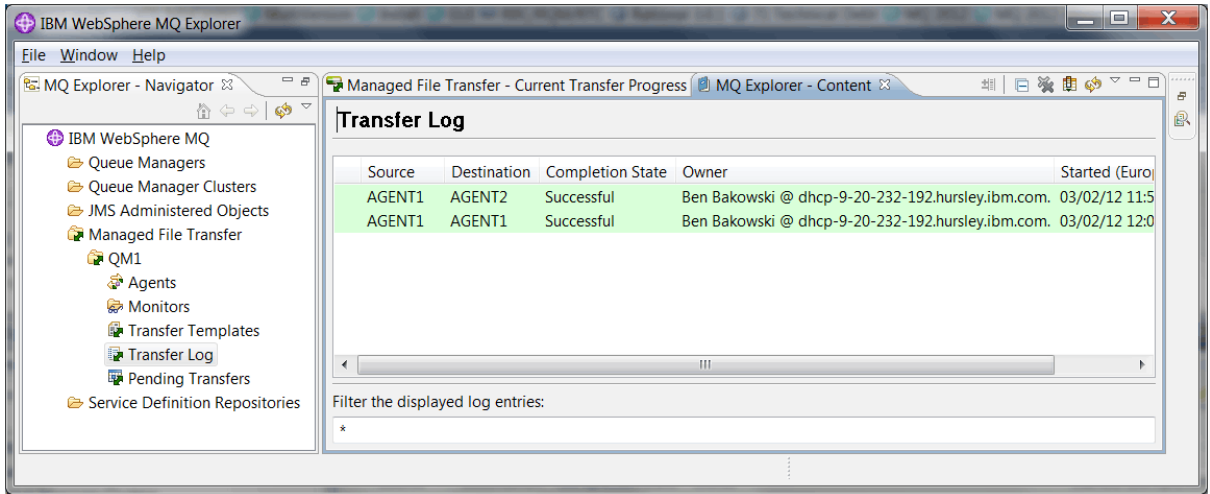 IBM WebSphere MQ Explorer
File Window Help
MQ Explorer - Navigator
IBM WebSphere MQ
Queue Managers
Queue Manager Clusters
JMS Administered Objects
Managed File Transfer
QM1
Agents
Monitors
Transfer Templates
Transfer Log
Pending Transfers
Service Definition Repositories
Managed File Transfer - Current Transfer Progress MQ Explorer - Content
Transfer Log
Source Destination Completion State Owner Started (Euro
AGENT1 AGENT2 Successful Ben Bakowski @ dhcp-9-20-232-192.hursley.ibm.com. 03/02/12 11:5
AGENT1 AGENT1 Successful Ben Bakowski @ dhcp-9-20-232-192.hursley.ibm.com. 03/02/12 12:0
Filter the displayed log entries:
*